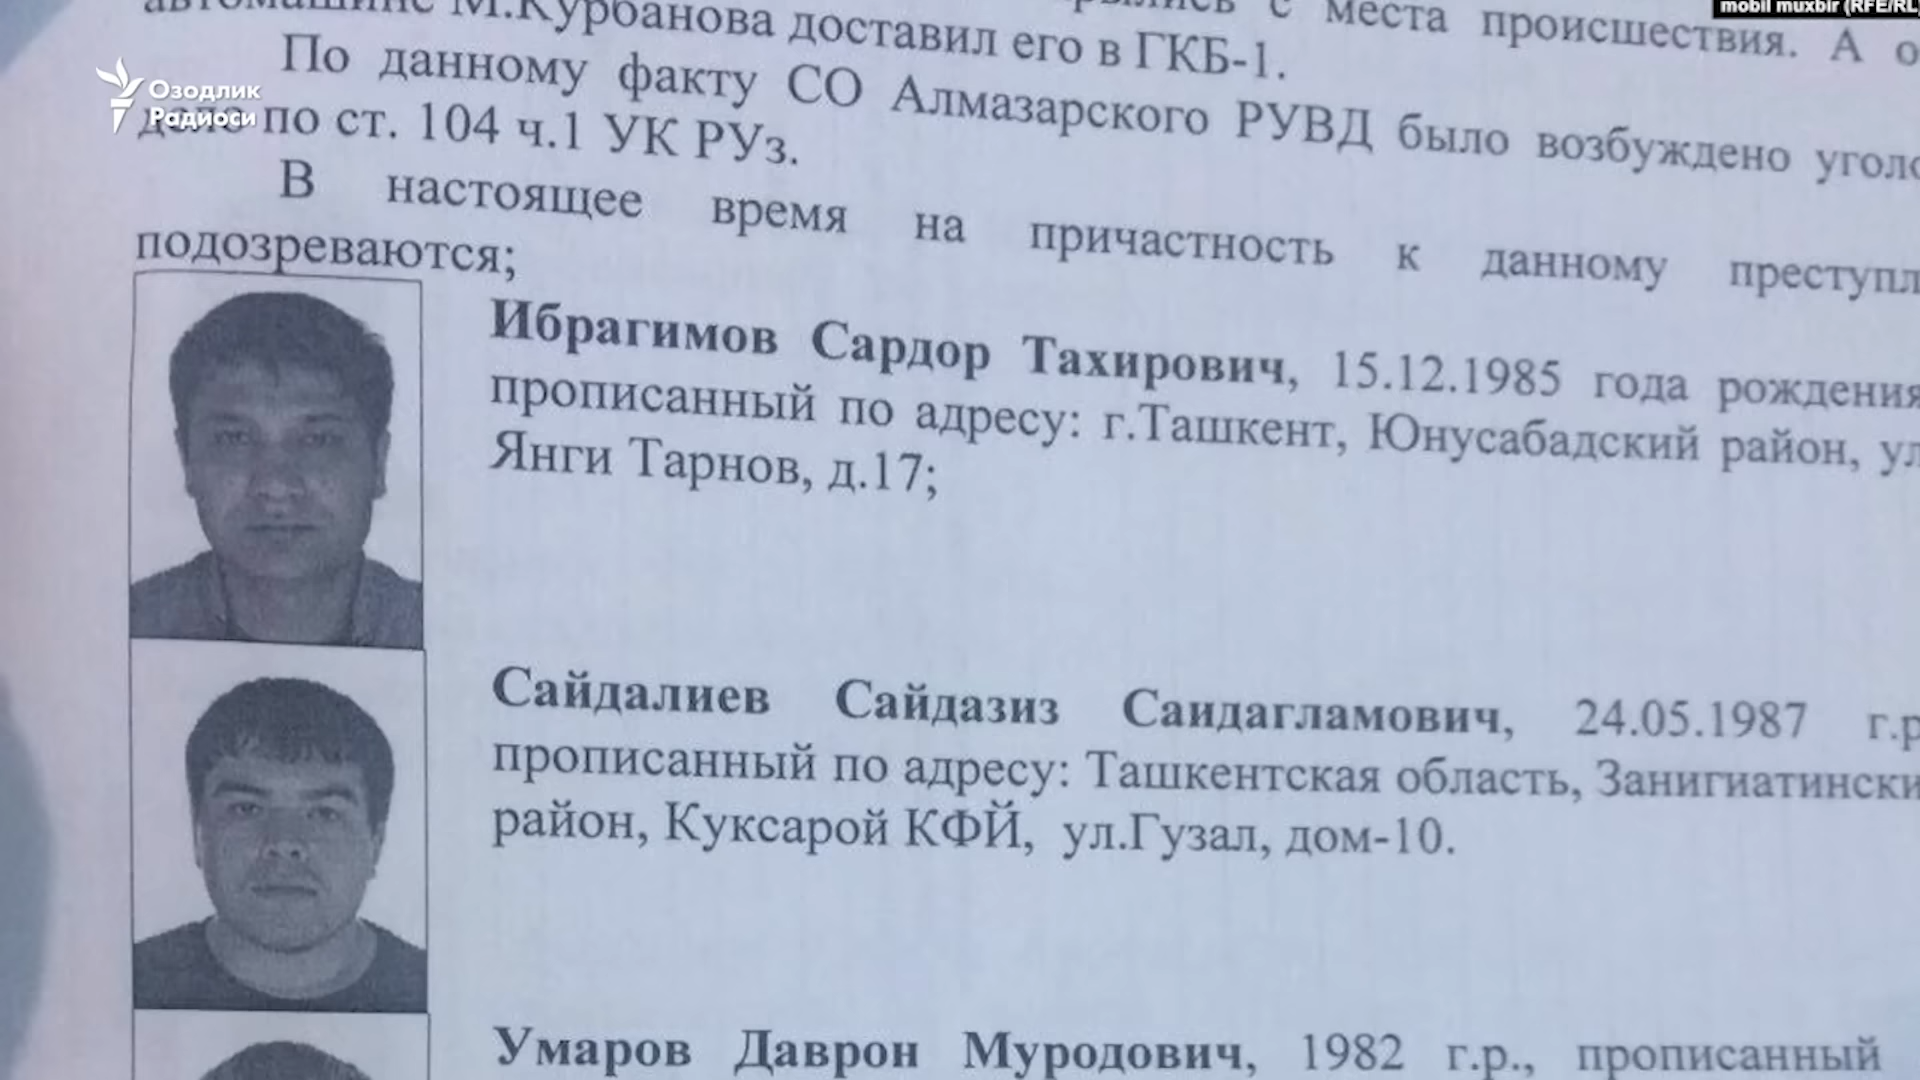 mobil muxbir (RFE/RL)
с места происшествия. А
автомашине М.Курбанова доставил его в ГКБ-1.
По данному факту СО Алмазарского РУВД было возбуждено
Озодлик
Радиоси
дело по ст. 104 ч.1 УК РУз.
В настоящее время на причастность к данному
подозреваются;
Ибрагимов Сардор Тахирович, 15.12.1985 года рождения
прописанный по адресу: г.Ташкент, Юнусабадский район, ул
Янги Тарнов, д.17;
Сайдалиев Сайдазиз Саидагламович, 24.05.1987 г.р
прописанный по адресу: Ташкентская область, Занигиатински
район, Куксарой КФЙ, ул.Гузал, дом-10.
Умаров Даврон Муродович, 1982 г.р., прописанный